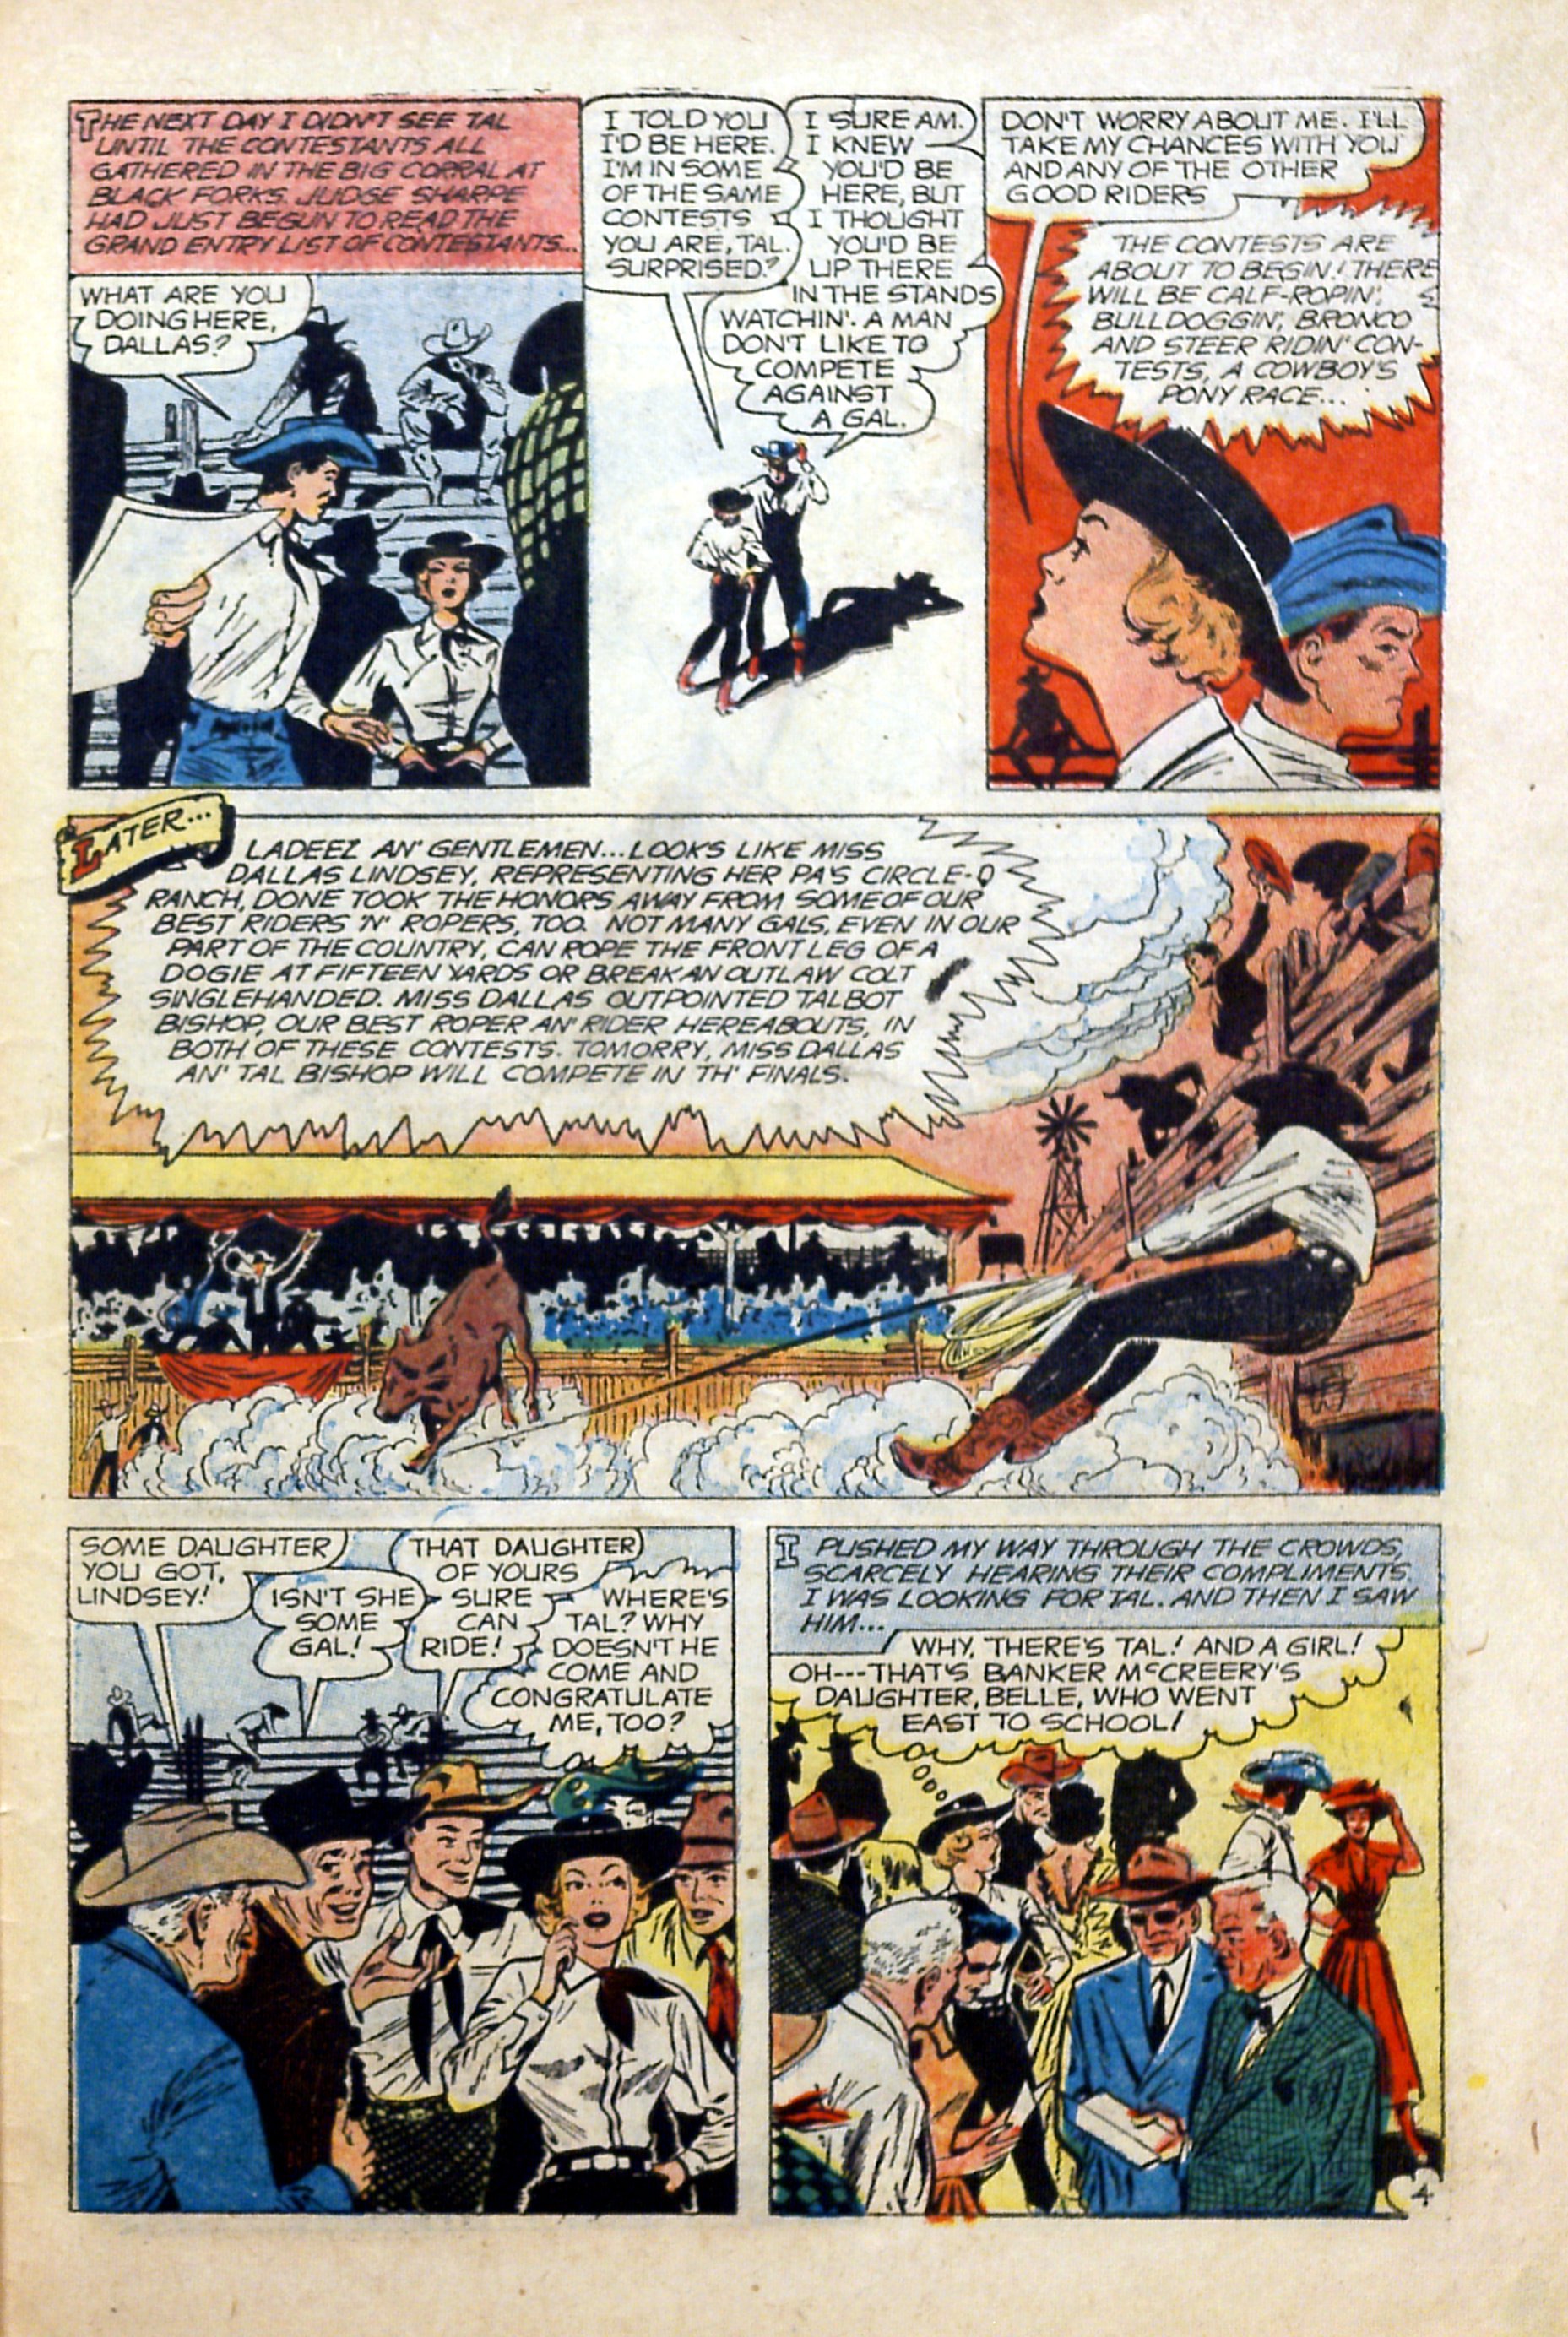 THE NEXT DAY I DIDN'T SEE TAL
UNTIL THE CONTESTANTS ALL
GATHERED IN THE BIG CORRAL AT
BLACK FORKS. JUDGE SHARPE
HAD JUST BEGUN TO READ THE
GRAND ENTRY LIST OF CONTESTANTS...
WHAT ARE YOU
DOING HERE,
DALLAS?
I TOLD YOU
I'D BE HERE.
I'M IN SOME
OF THE SAME
CONTESTS
YOU ARE, TAL.
SURPRISED?
I SURE AM.
I KNEW
YOU'D BE
HERE, BUT
I THOUGHT
YOU'D BE
UP THERE
IN THE STANDS
WATCHIN'. A MAN
DON'T LIKE TO
COMPETE
AGAINST
A GAL.
DON'T WORRY ABOUT ME. I'LL
TAKE MY CHANCES WITH YOU
AND ANY OF THE OTHER
GOOD RIDERS
THE CONTESTS ARE
ABOUT TO BEGIN! THERE
WILL BE CALF-ROPIN',
BULLDOGGIN', BRONCO
AND STEER RIDIN' CON-
TESTS, A COWBOY'S
PONY RACE...
LATER...
LADEEZ AN' GENTLEMEN...LOOKS LIKE MISS
DALLAS LINDSEY, REPRESENTING HER PA'S CIRCLE-Q
RANCH, DONE TOOK THE HONORS AWAY FROM SOME OF OUR
BEST RIDERS 'N' ROPERS, TOO. NOT MANY GALS, EVEN IN OUR
PART OF THE COUNTRY, CAN ROPE THE FRONT LEG OF A
DOGIE AT FIFTEEN YARDS OR BREAK AN OUTLAW COLT
SINGLEHANDED. MISS DALLAS OUTPOINTED TALBOT
BISHOP, OUR BEST ROPER AN' RIDER HEREABOUTS, IN
BOTH OF THESE CONTESTS. TOMORRY, MISS DALLAS
AN' TAL BISHOP WILL COMPETE IN TH' FINALS.
SOME DAUGHTER
YOU GOT,
LINDSEY!
ISN'T SHE
SOME
GAL!
THAT DAUGHTER
OF YOURS
SURE
CAN
RIDE!
WHERE'S
TAL? WHY
DOESN'T HE
COME AND
CONGRATULATE
ME, TOO?
I PUSHED MY WAY THROUGH THE CROWDS,
SCARCELY HEARING THEIR COMPLIMENTS.
I WAS LOOKING FOR TAL. AND THEN I SAW
HIM...
WHY, THERE'S TAL! AND A GIRL!
OH---THAT'S BANKER McCREERY'S
DAUGHTER, BELLE, WHO WENT
EAST TO SCHOOL!
4